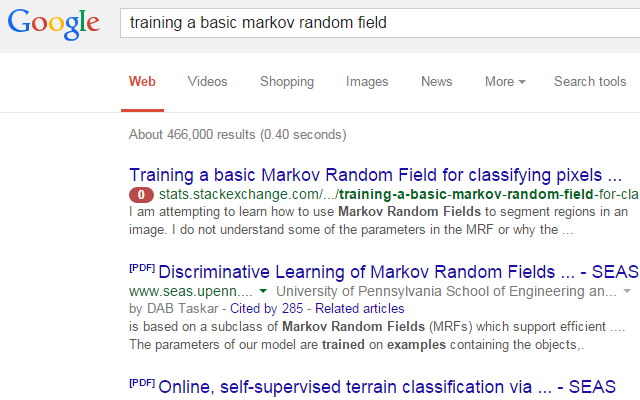 Google training a basic markov random field
Web Videos Shopping Images News More Search tools
About 466,000 results (0.40 seconds)
Training a basic Markov Random Field for classifying pixels ...
0 stats.stackexchange.com/.../training-a-basic-markov-random-field-for-cla
I am attempting to learn how to use Markov Random Fields to segment regions in an
image. I do not understand some of the parameters in the MRF or why the ...
[PDF] Discriminative Learning of Markov Random Fields ... - SEAS
www.seas.upenn.... University of Pennsylvania School of Engineering an...
by DAB Taskar - Cited by 285 - Related articles
is based on a subclass of Markov Random Fields (MRFs) which support efficient ....
The parameters of our model are trained on examples containing the objects,.
[PDF] Online, self-supervised terrain classification via ... - SEAS